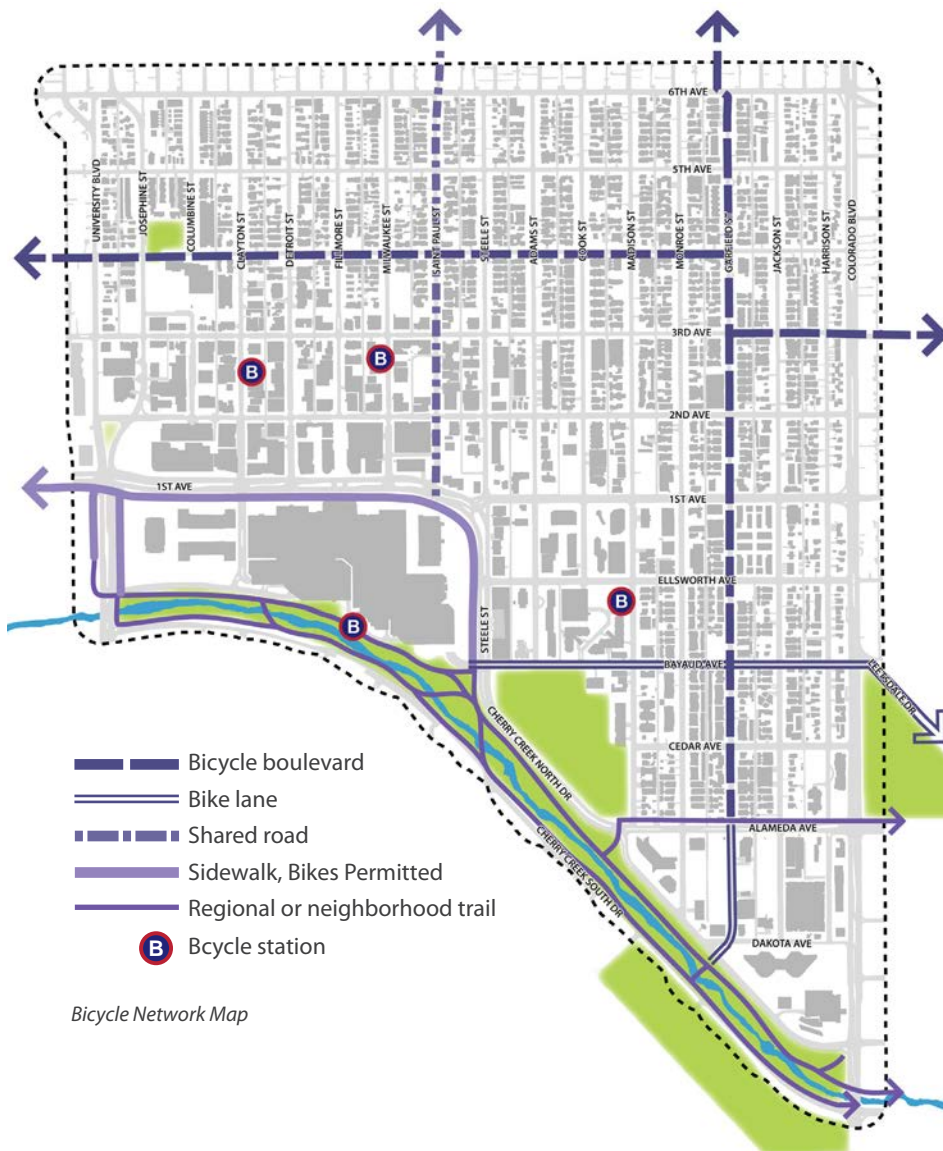 6TH AVE
5TH AVE
UNIVERSITY BLVD
JOSEPHINE ST
COLUMBINE ST
CLAYTON ST
DETROIT ST
FILLMORE ST
MILWAUKEE ST
SAINT PAUL ST
STEELE ST
ADAMS ST
COOK ST
MADISON ST
MONROE ST
GARFIELD ST
JACKSON ST
HARRISON ST
COLORADO BLVD
3RD AVE
B
B
2ND AVE
1ST AVE
1ST AVE
ELLSWORTH AVE
B
B
STEELE ST
BAYAUD AVE
LEETSDALE DR
CHERRY CREEK NORTH DR
CEDAR AVE
ALAMEDA AVE
CHERRY CREEK SOUTH DR
DAKOTA AVE
Bicycle boulevard
Bike lane
Shared road
Sidewalk, Bikes Permitted
Regional or neighborhood trail
B Bcycle station
Bicycle Network Map